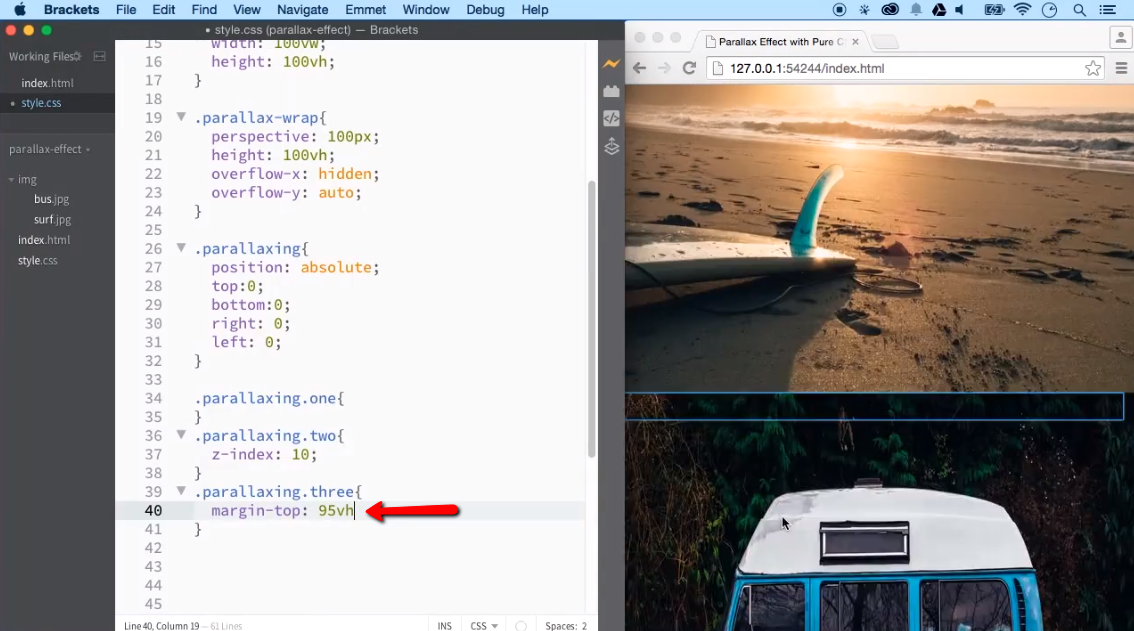 Brackets File Edit Find View Navigate Emmet Window Debug Help
• style.css (parallax-effect) — Brackets
Working Files
index.html
• style.css
parallax-effect
img
bus.jpg
surf.jpg
index.html
style.css
15 width: 100vw;
16 height: 100vh;
17 }
18
19 .parallax-wrap{
20 perspective: 100px;
21 height: 100vh;
22 overflow-x: hidden;
23 overflow-y: auto;
24 }
25
26 .parallaxing{
27 position: absolute;
28 top:0;
29 bottom:0;
30 right: 0;
31 left: 0;
32 }
33
34 .parallaxing.one{
35 }
36 .parallaxing.two{
37 z-index: 10;
38 }
39 .parallaxing.three{
40 margin-top: 95vh
41 }
42
43
44
45
Line 40, Column 19 — 61 Lines
INS CSS Spaces: 2
Parallax Effect with Pure C
127.0.0.1:54244/index.html